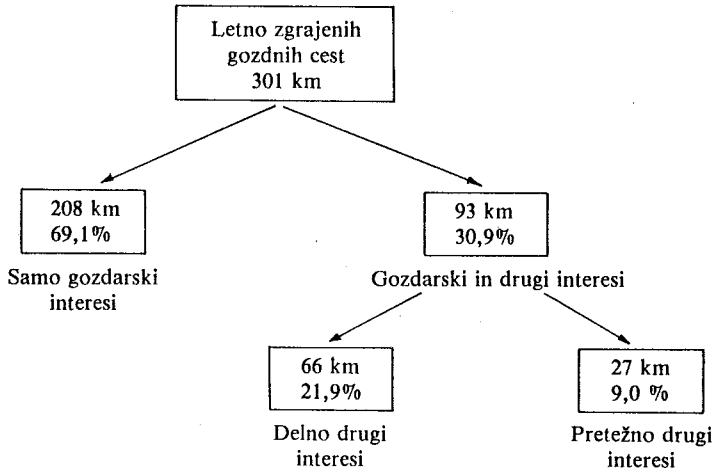 Letno zgrajenih
gozdnih cest
301 km
208 km
69,1%
Samo gozdarski
interesi
93 km
30,9%
Gozdarski in drugi interesi
66 km
21,9%
Delno drugi
interesi
27 km
9,0 %
Pretežno drugi
interesi